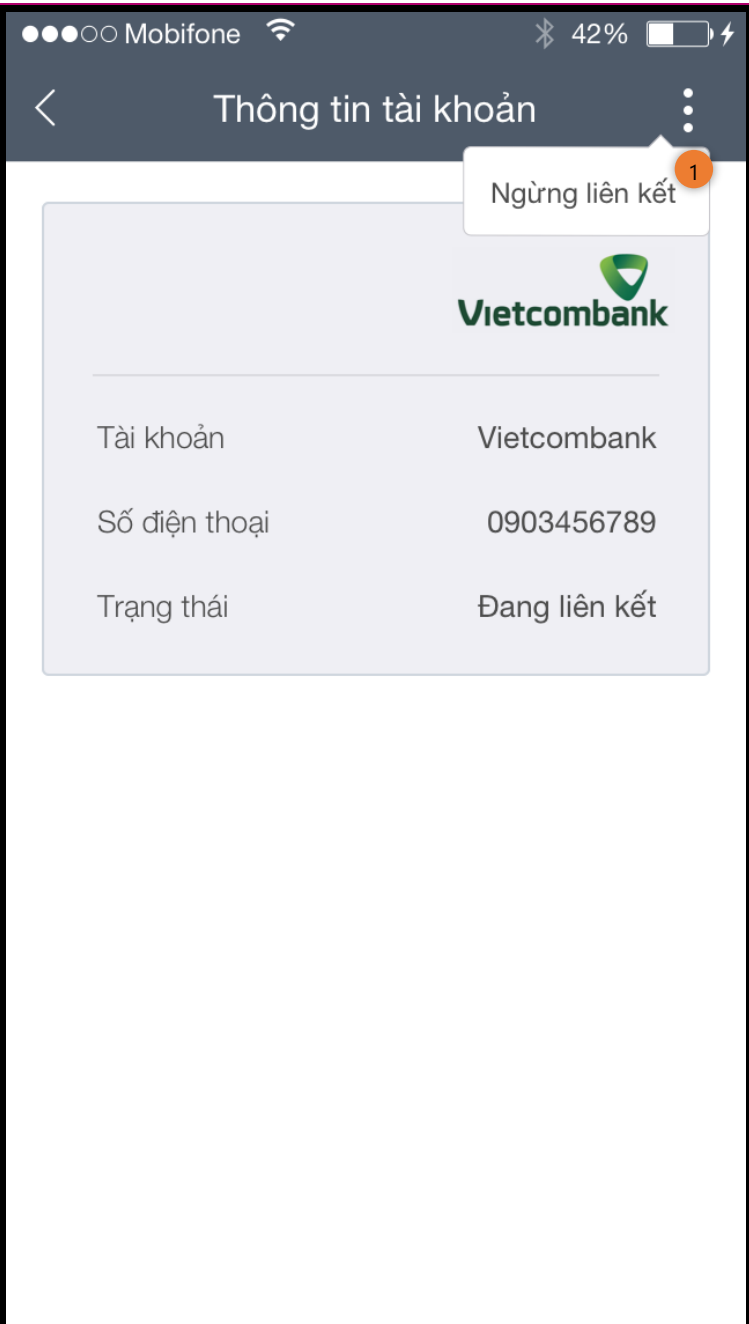 Mobifone 42%
Thông tin tài khoản
1
Ngừng liên kết
Vietcombank
Tài khoản Vietcombank
Số điện thoại 0903456789
Trạng thái Đang liên kết